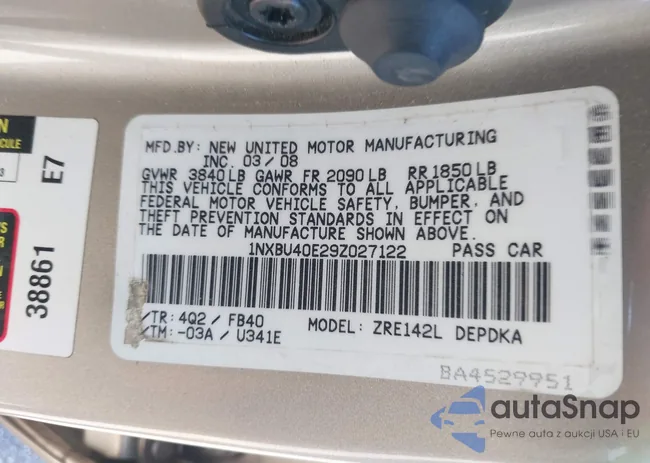 MFD.BY: NEW UNITED MOTOR MANUFACTURING
INC. 03/08
GVWR 3840LB GAWR FR 2090LB RR1850LB
THIS VEHICLE CONFORMS TO ALL APPLICABLE
FEDERAL MOTOR VEHICLE SAFETY, BUMPER, AND
THEFT PREVENTION STANDARDS IN EFFECT ON
THE DATE OF MANUFACTURE SHOWN ABOVE.
1NXBU40E29Z027122 PASS CAR
/TR: 4Q2 / FB40
/TM: -03A / U341E
MODEL: ZRE142L DEPDKA
BA4529951
E7
38861
autaSnap
Pewne auta z aukcji USA i EU